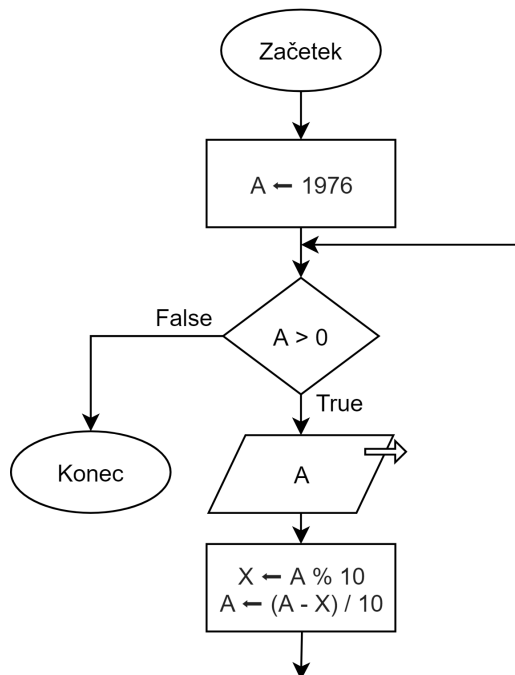 Začetek
A ← 1976
A > 0
False
True
Konec
A
X ← A % 10
A ← (A - X) / 10